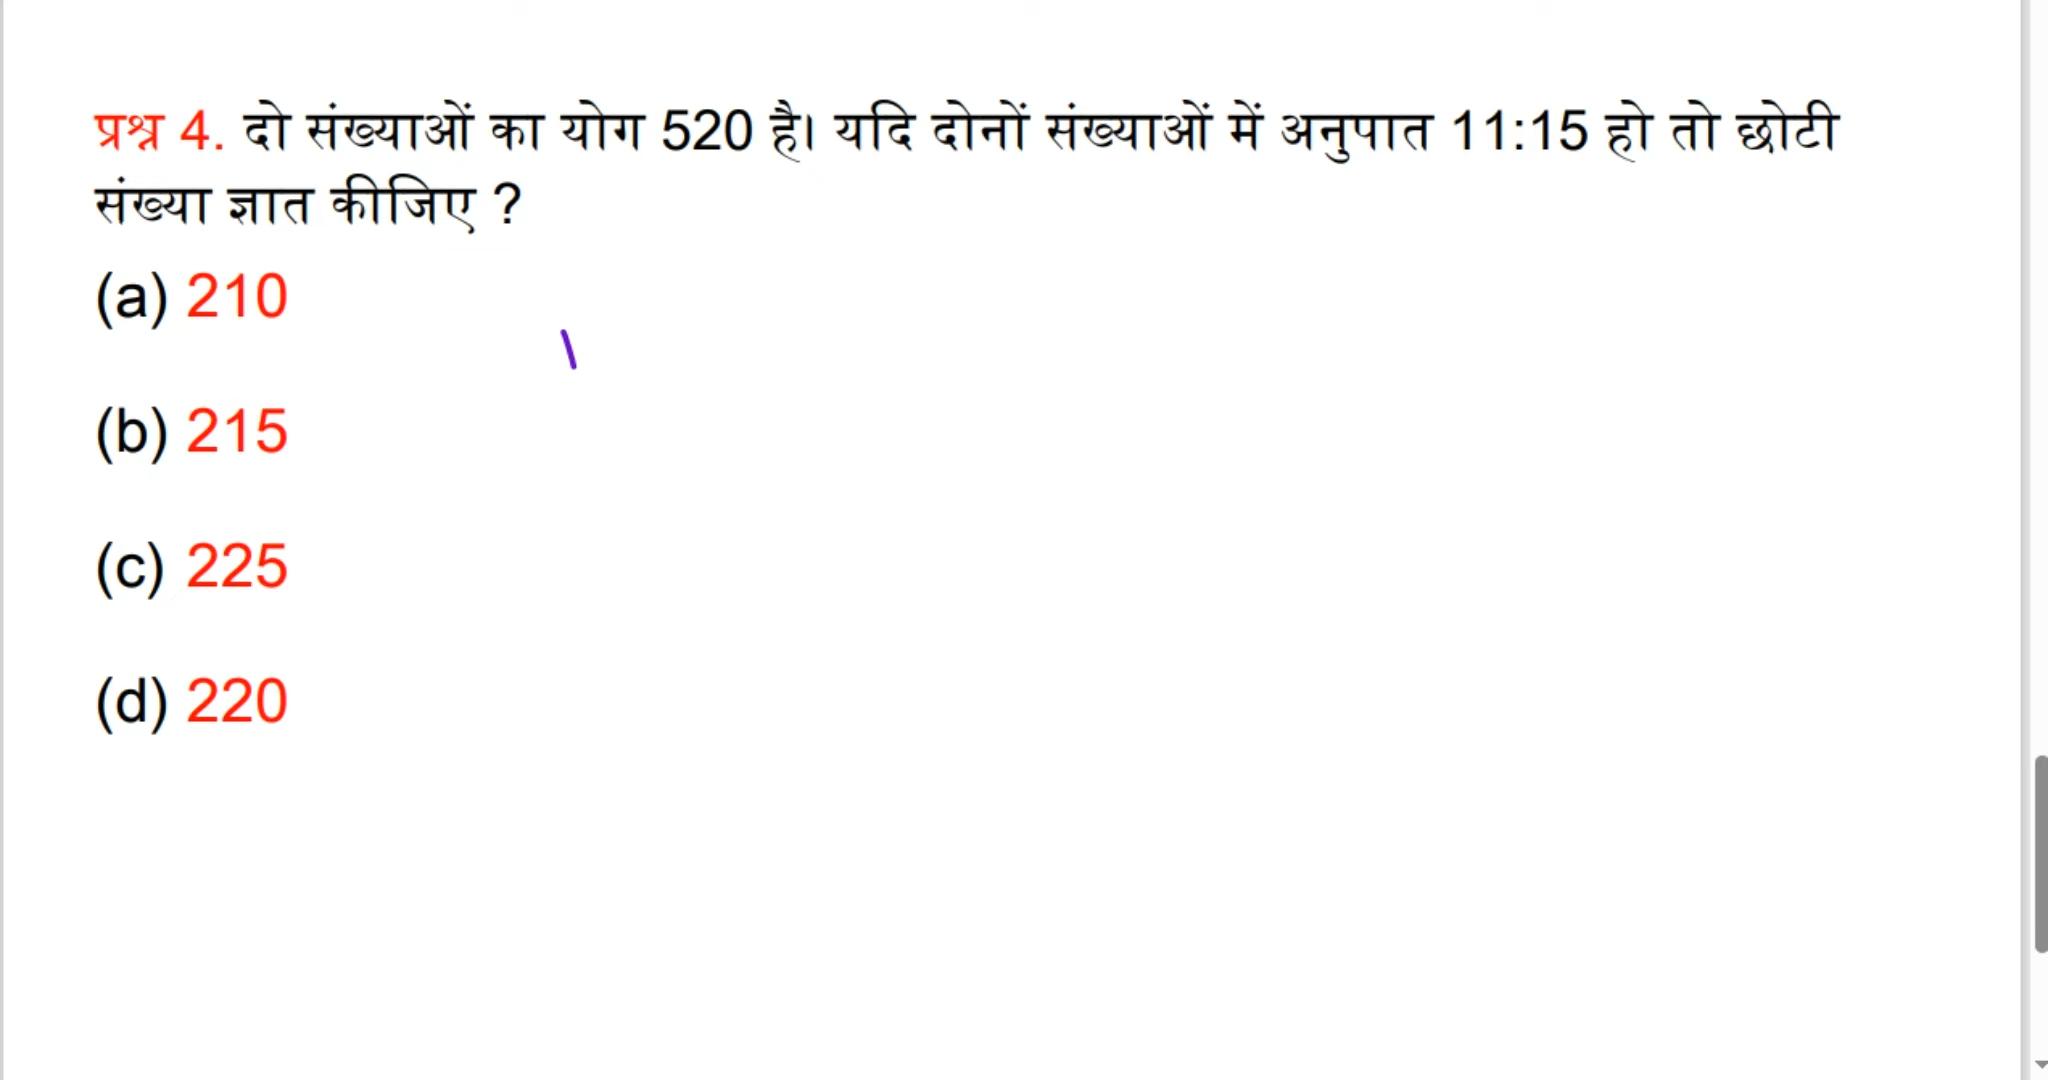 प्रश्न 4. दो संख्याओं का योग 520 है। यदि दोनों संख्याओं में अनुपात 11:15 हो तो छोटी
संख्या ज्ञात कीजिए ?
(a) 210
(b) 215
(c) 225
(d) 220